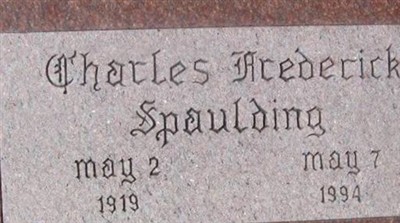 Charles Frederick
Spaulding
may 2 may 7
1919 1994